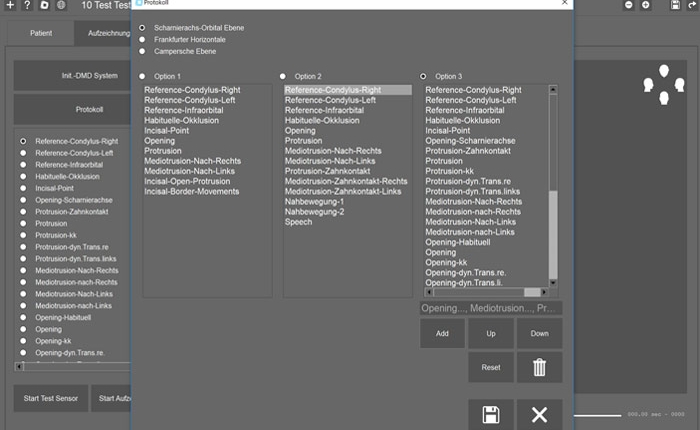 10 Test Test
Protokoll
Patient
Aufzeichnung
Init.-DMD System
Protokoll
Reference-Condylus-Right
Reference-Condylus-Left
Reference-Infraorbital
Habituelle-Okklusion
Incisal-Point
Opening-Scharnierachse
Protrusion-Zahnkontakt
Protrusion
Protrusion-kk
Protrusion-dyn.Trans.re
Protrusion-dyn.Trans.links
Mediotrusion-Nach-Rechts
Mediotrusion-nach-Rechts
Mediotrusion-Nach-Links
Mediotrusion-nach-Links
Opening-Habituell
Opening
Opening-kk
Opening-dyn.Trans.re.
Start Test Sensor
Start Aufz
Scharnierachs-Orbital Ebene
Frankfurter Horizontale
Campersche Ebene
Option 1
Reference-Condylus-Right
Reference-Condylus-Left
Reference-Infraorbital
Habituelle-Okklusion
Incisal-Point
Opening
Protrusion
Mediotrusion-Nach-Rechts
Mediotrusion-Nach-Links
Incisal-Open-Protrusion
Incisal-Border-Movements
Option 2
Reference-Condylus-Right
Reference-Condylus-Left
Reference-Infraorbital
Habituelle-Okklusion
Opening
Protrusion
Mediotrusion-Nach-Rechts
Mediotrusion-Nach-Links
Protrusion-Zahnkontakt
Mediotrusion-Zahnkontakt-Rechts
Mediotrusion-Zahnkontakt-Links
Nahbewegung-1
Nahbewegung-2
Speech
Option 3
Reference-Condylus-Right
Reference-Condylus-Left
Reference-Infraorbital
Habituelle-Okklusion
Incisal-Point
Opening-Scharnierachse
Protrusion-Zahnkontakt
Protrusion
Protrusion-kk
Protrusion-dyn.Trans.re
Protrusion-dyn.Trans.links
Mediotrusion-Nach-Rechts
Mediotrusion-nach-Rechts
Mediotrusion-Nach-Links
Mediotrusion-nach-Links
Opening-Habituell
Opening
Opening-kk
Opening-dyn.Trans.re.
Opening-dyn.Trans.li.
Opening..., Mediotrusion..., Pr...
Add
Up
Down
Reset
000.00 sec - 0000